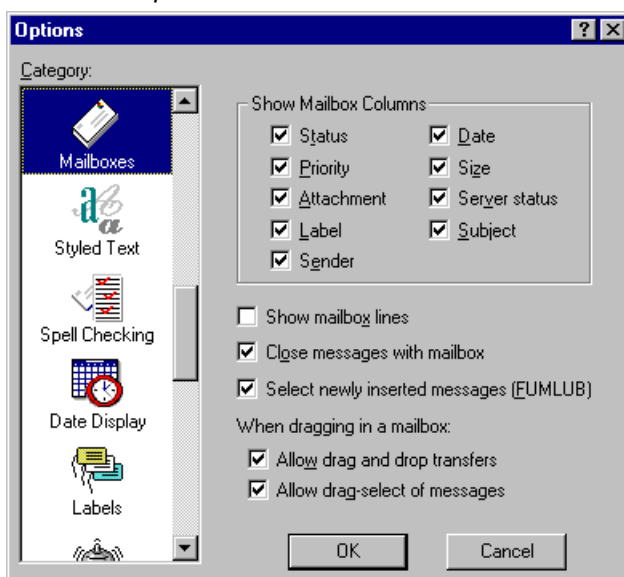 Options
Category:
Mailboxes
Styled Text
Spell Checking
Date Display
Labels
Show Mailbox Columns
Status
Date
Priority
Size
Attachment
Server status
Label
Subject
Sender
Show mailbox lines
Close messages with mailbox
Select newly inserted messages (FUMLUB)
When dragging in a mailbox:
Allow drag and drop transfers
Allow drag-select of messages
OK
Cancel